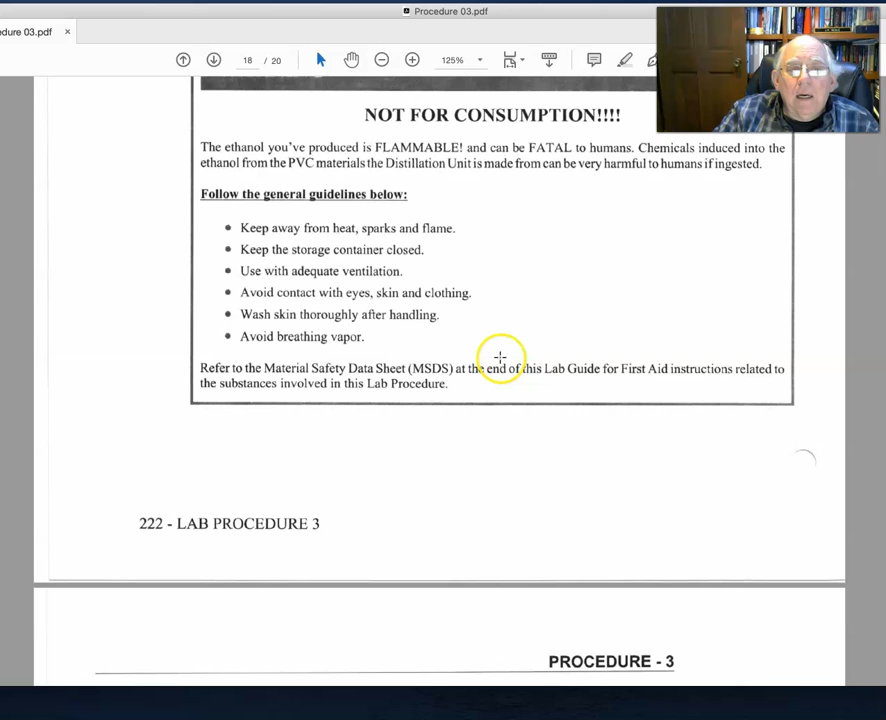 Procedure 03.pdf
dure 03.pdf ×
18 / 20
125%
NOT FOR CONSUMPTION!!!!
The ethanol you've produced is FLAMMABLE! and can be FATAL to humans. Chemicals induced into the
ethanol from the PVC materials the Distillation Unit is made from can be very harmful to humans if ingested.
Follow the general guidelines below:
• Keep away from heat, sparks and flame.
• Keep the storage container closed.
• Use with adequate ventilation.
• Avoid contact with eyes, skin and clothing.
• Wash skin thoroughly after handling.
• Avoid breathing vapor.
Refer to the Material Safety Data Sheet (MSDS) at the end of this Lab Guide for First Aid instructions related to
the substances involved in this Lab Procedure.
222 - LAB PROCEDURE 3
PROCEDURE - 3